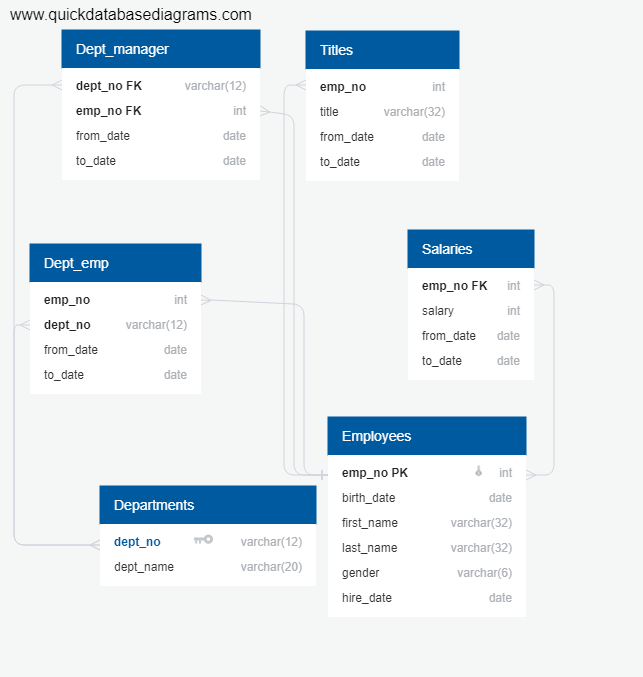 www.quickdatabasediagrams.com
Dept_manager
dept_no FK varchar(12)
emp_no FK int
from_date date
to_date date
Titles
emp_no int
title varchar(32)
from_date date
to_date date
Dept_emp
emp_no int
dept_no varchar(12)
from_date date
to_date date
Salaries
emp_no FK int
salary int
from_date date
to_date date
Employees
emp_no PK int
birth_date date
first_name varchar(32)
last_name varchar(32)
gender varchar(6)
hire_date date
Departments
dept_no varchar(12)
dept_name varchar(20)